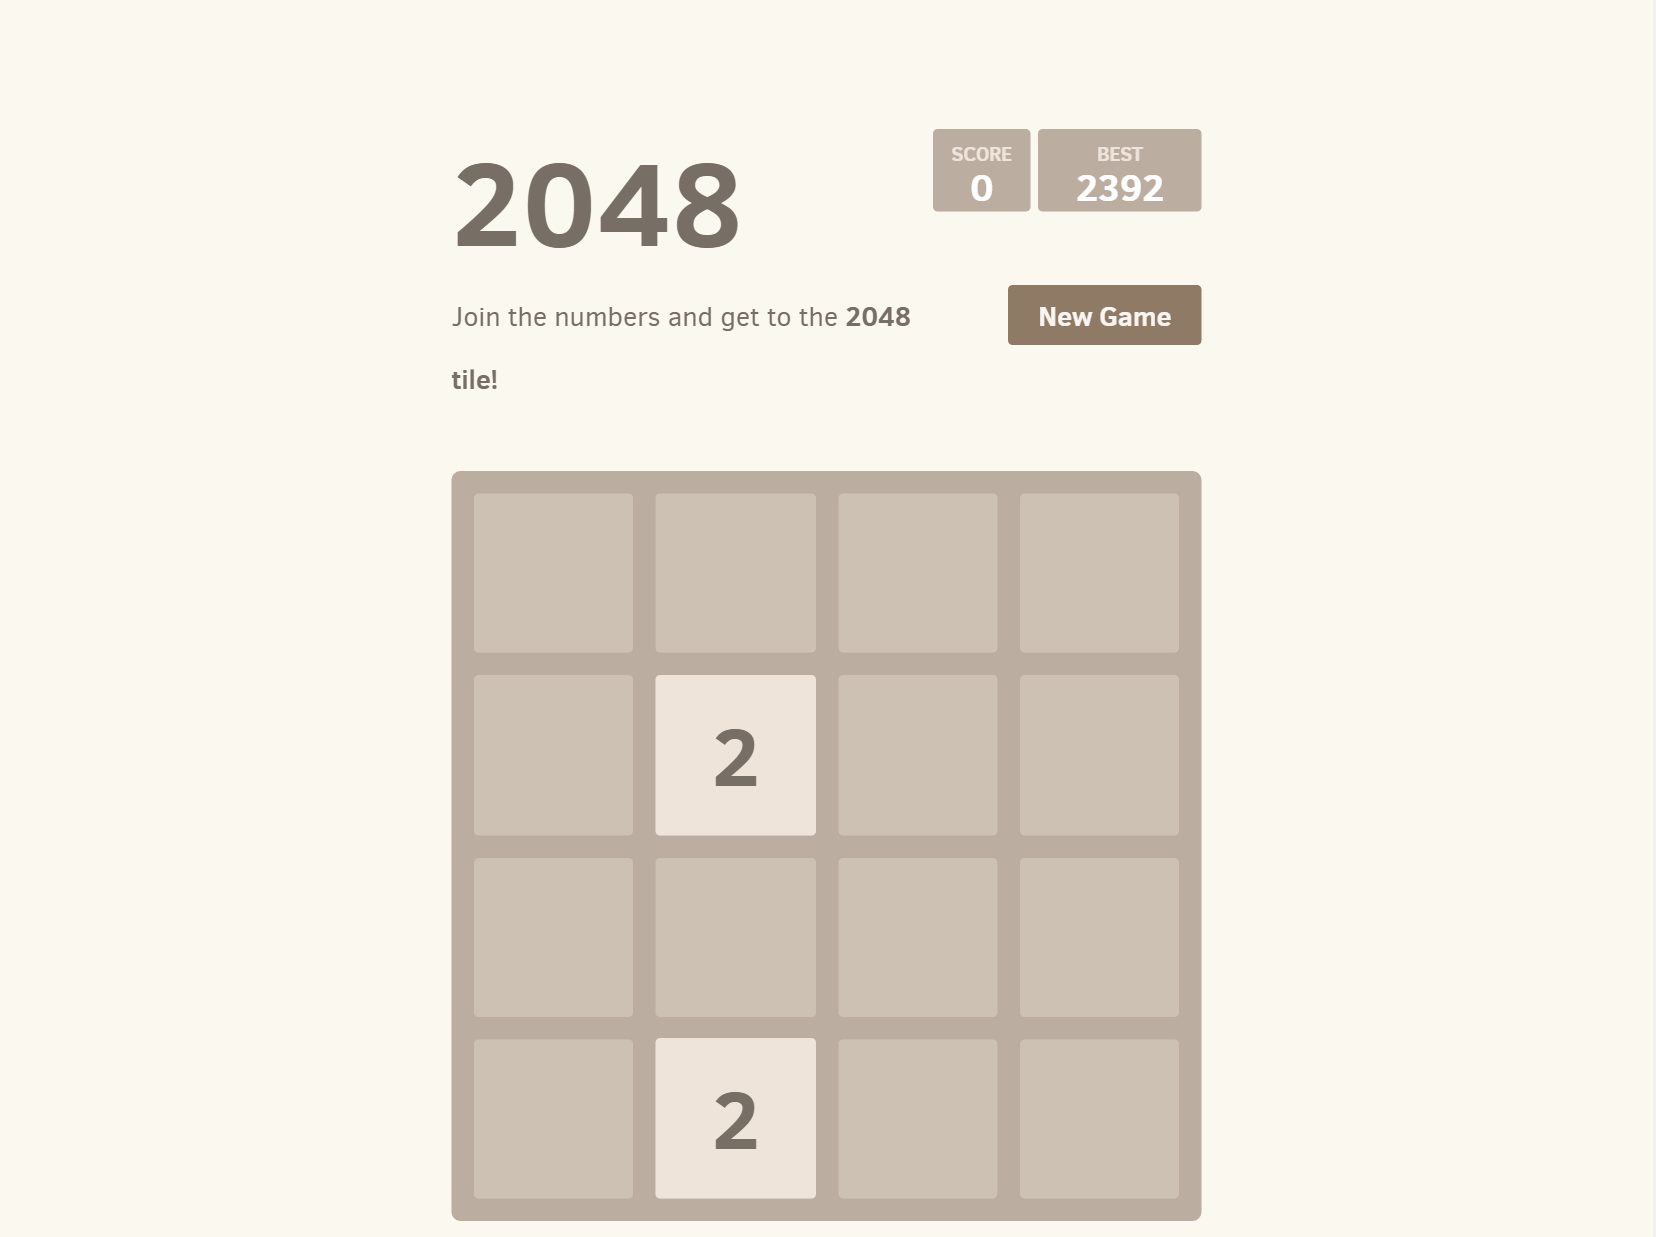 2048
SCORE
0
BEST
2392
Join the numbers and get to the 2048
tile!
New Game
2
2